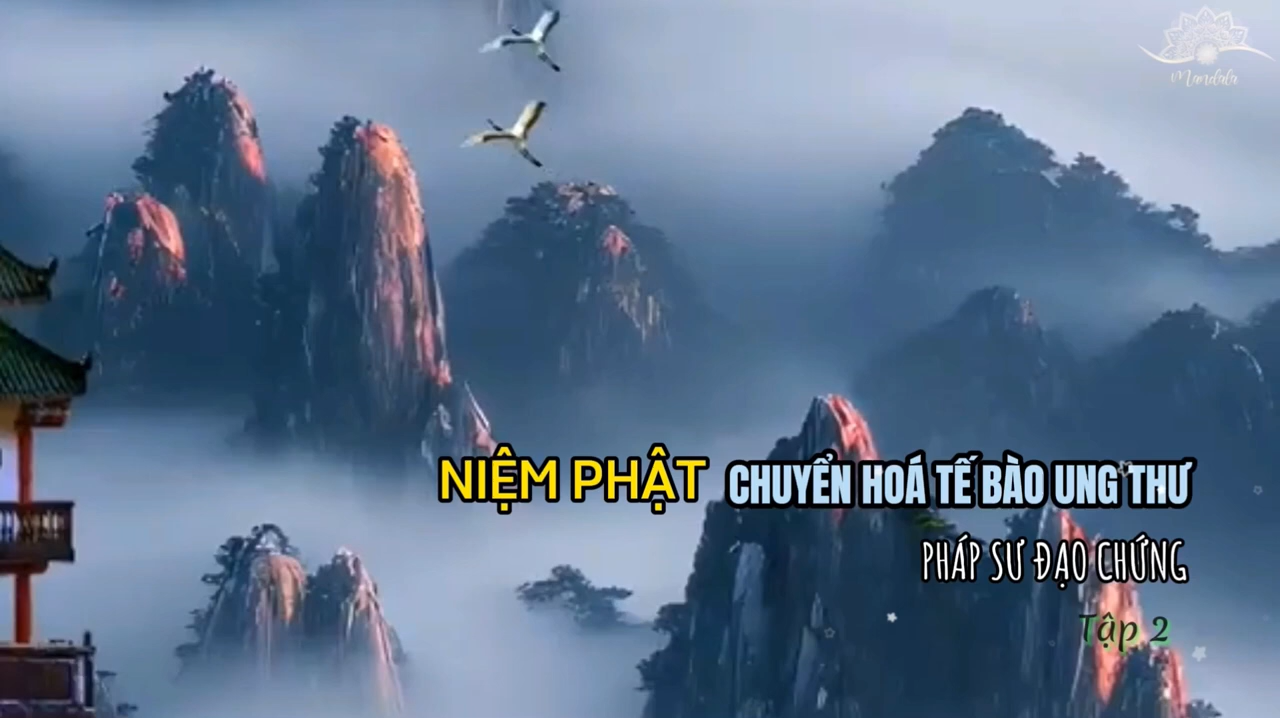 Mandala
NIỆM PHẬT CHUYỂN HOÁ TẾ BÀO UNG THƯ
PHÁP SƯ ĐẠO CHỨNG
Tập 2